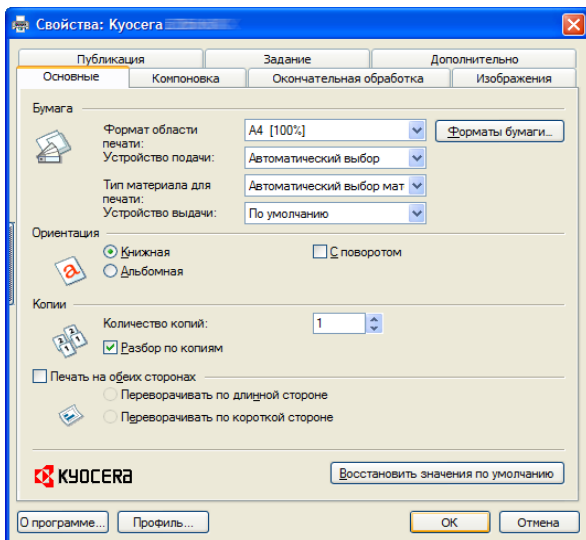 Свойства: Kyocera
Публикация Задание Дополнительно
Основные Компоновка Окончательная обработка Изображения
Бумага
Формат области печати: A4 [100%] Форматы бумаги...
Устройство подачи: Автоматический выбор
Тип материала для печати: Автоматический выбор мат
Устройство выдачи: По умолчанию
Ориентация
Книжная С поворотом
a Альбомная
Копии
Количество копий: 1
Разбор по копиям
Печать на обеих сторонах
Переворачивать по длинной стороне
Переворачивать по короткой стороне
KYOCERA Восстановить значения по умолчанию
О программе... Профиль... OK Отмена